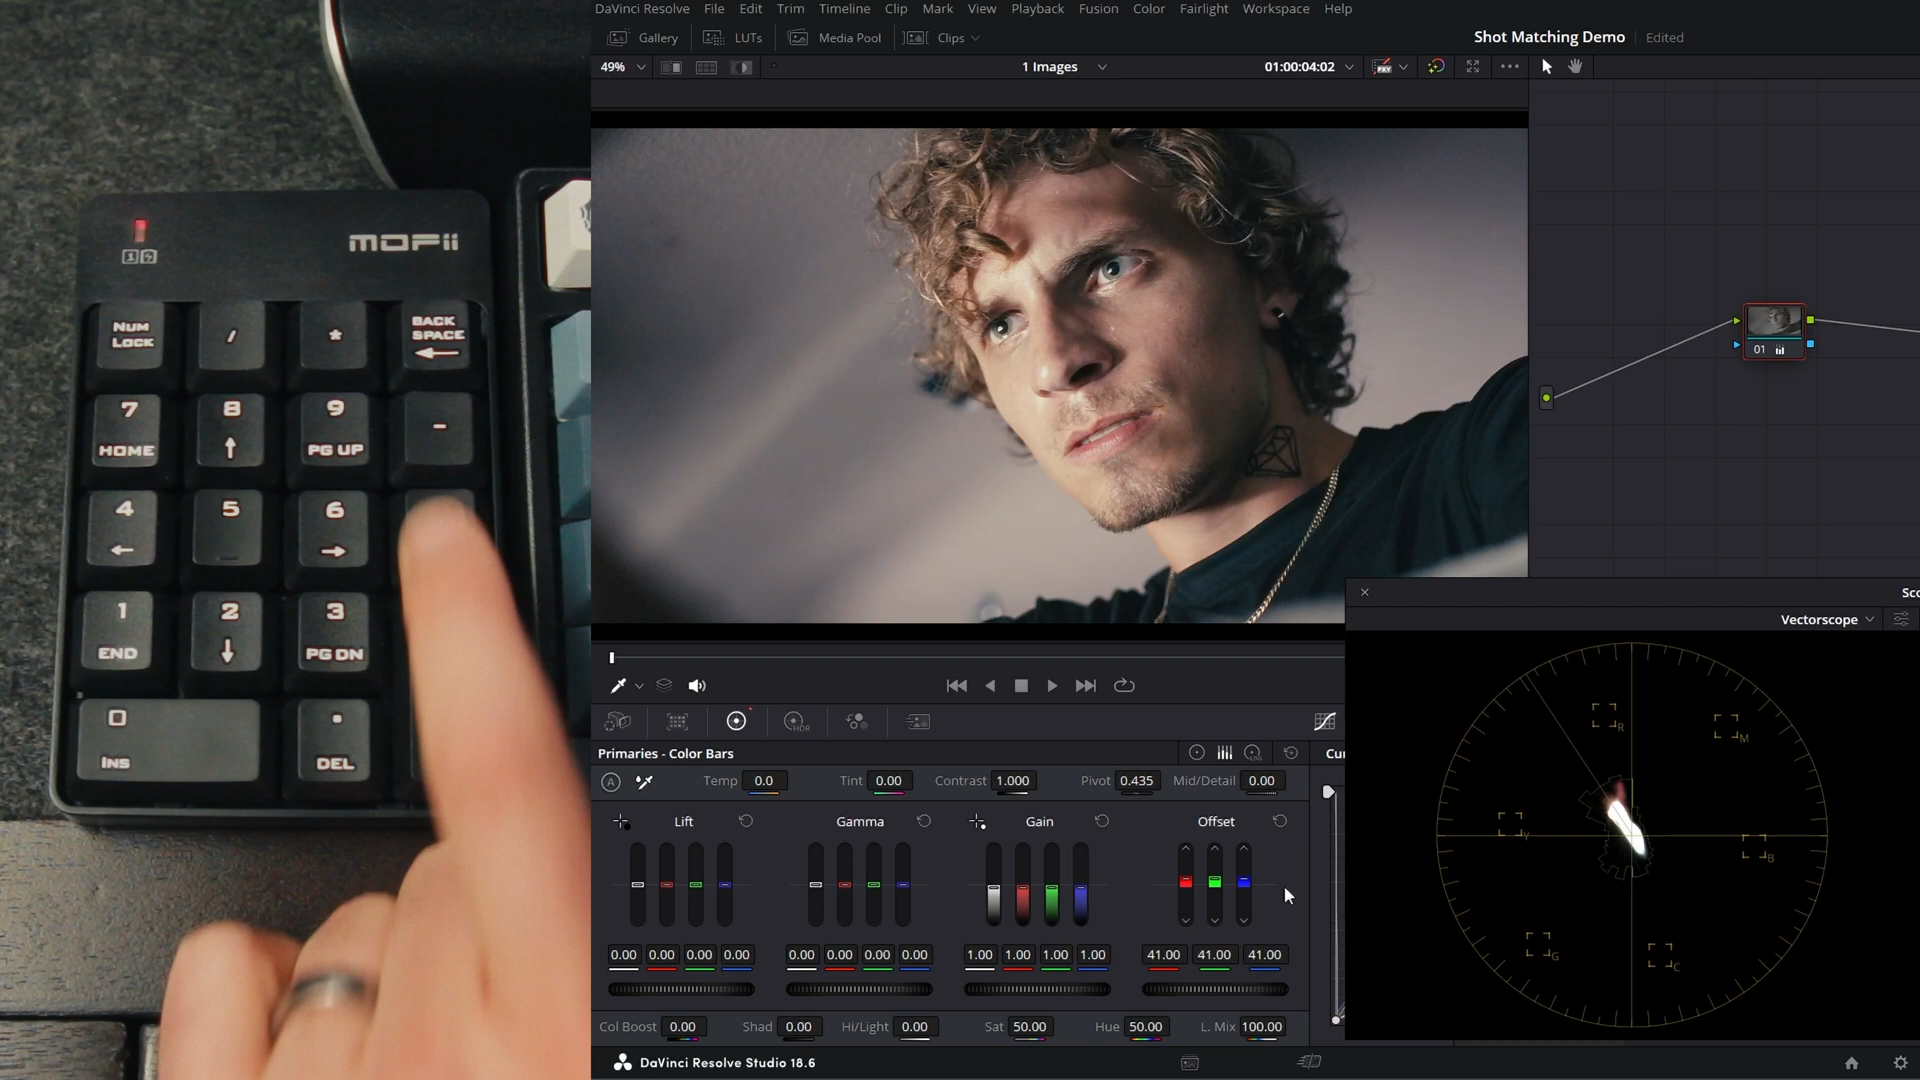 MOFii
NUM LOCK
/
*
BACK SPACE
7 HOME
8
9 PG UP
-
4
5
6
1 END
2
3 PG DN
0 INS
. DEL
DaVinci Resolve File Edit Trim Timeline Clip Mark View Playback Fusion Color Fairlight Workspace Help
Gallery LUTs Media Pool Clips
Shot Matching Demo Edited
49% 1 Images 01:00:04:02
01
Sco
Vectorscope
R
M
Y
B
G
C
HDR
Primaries - Color Bars
Cu
LOG
A Temp 0.0 Tint 0.00 Contrast 1.000 Pivot 0.435 Mid/Detail 0.00
Lift Gamma Gain Offset
0.00 0.00 0.00 0.00 0.00 0.00 0.00 0.00 1.00 1.00 1.00 1.00 41.00 41.00 41.00
Col Boost 0.00 Shad 0.00 Hi/Light 0.00 Sat 50.00 Hue 50.00 L. Mix 100.00
DaVinci Resolve Studio 18.6